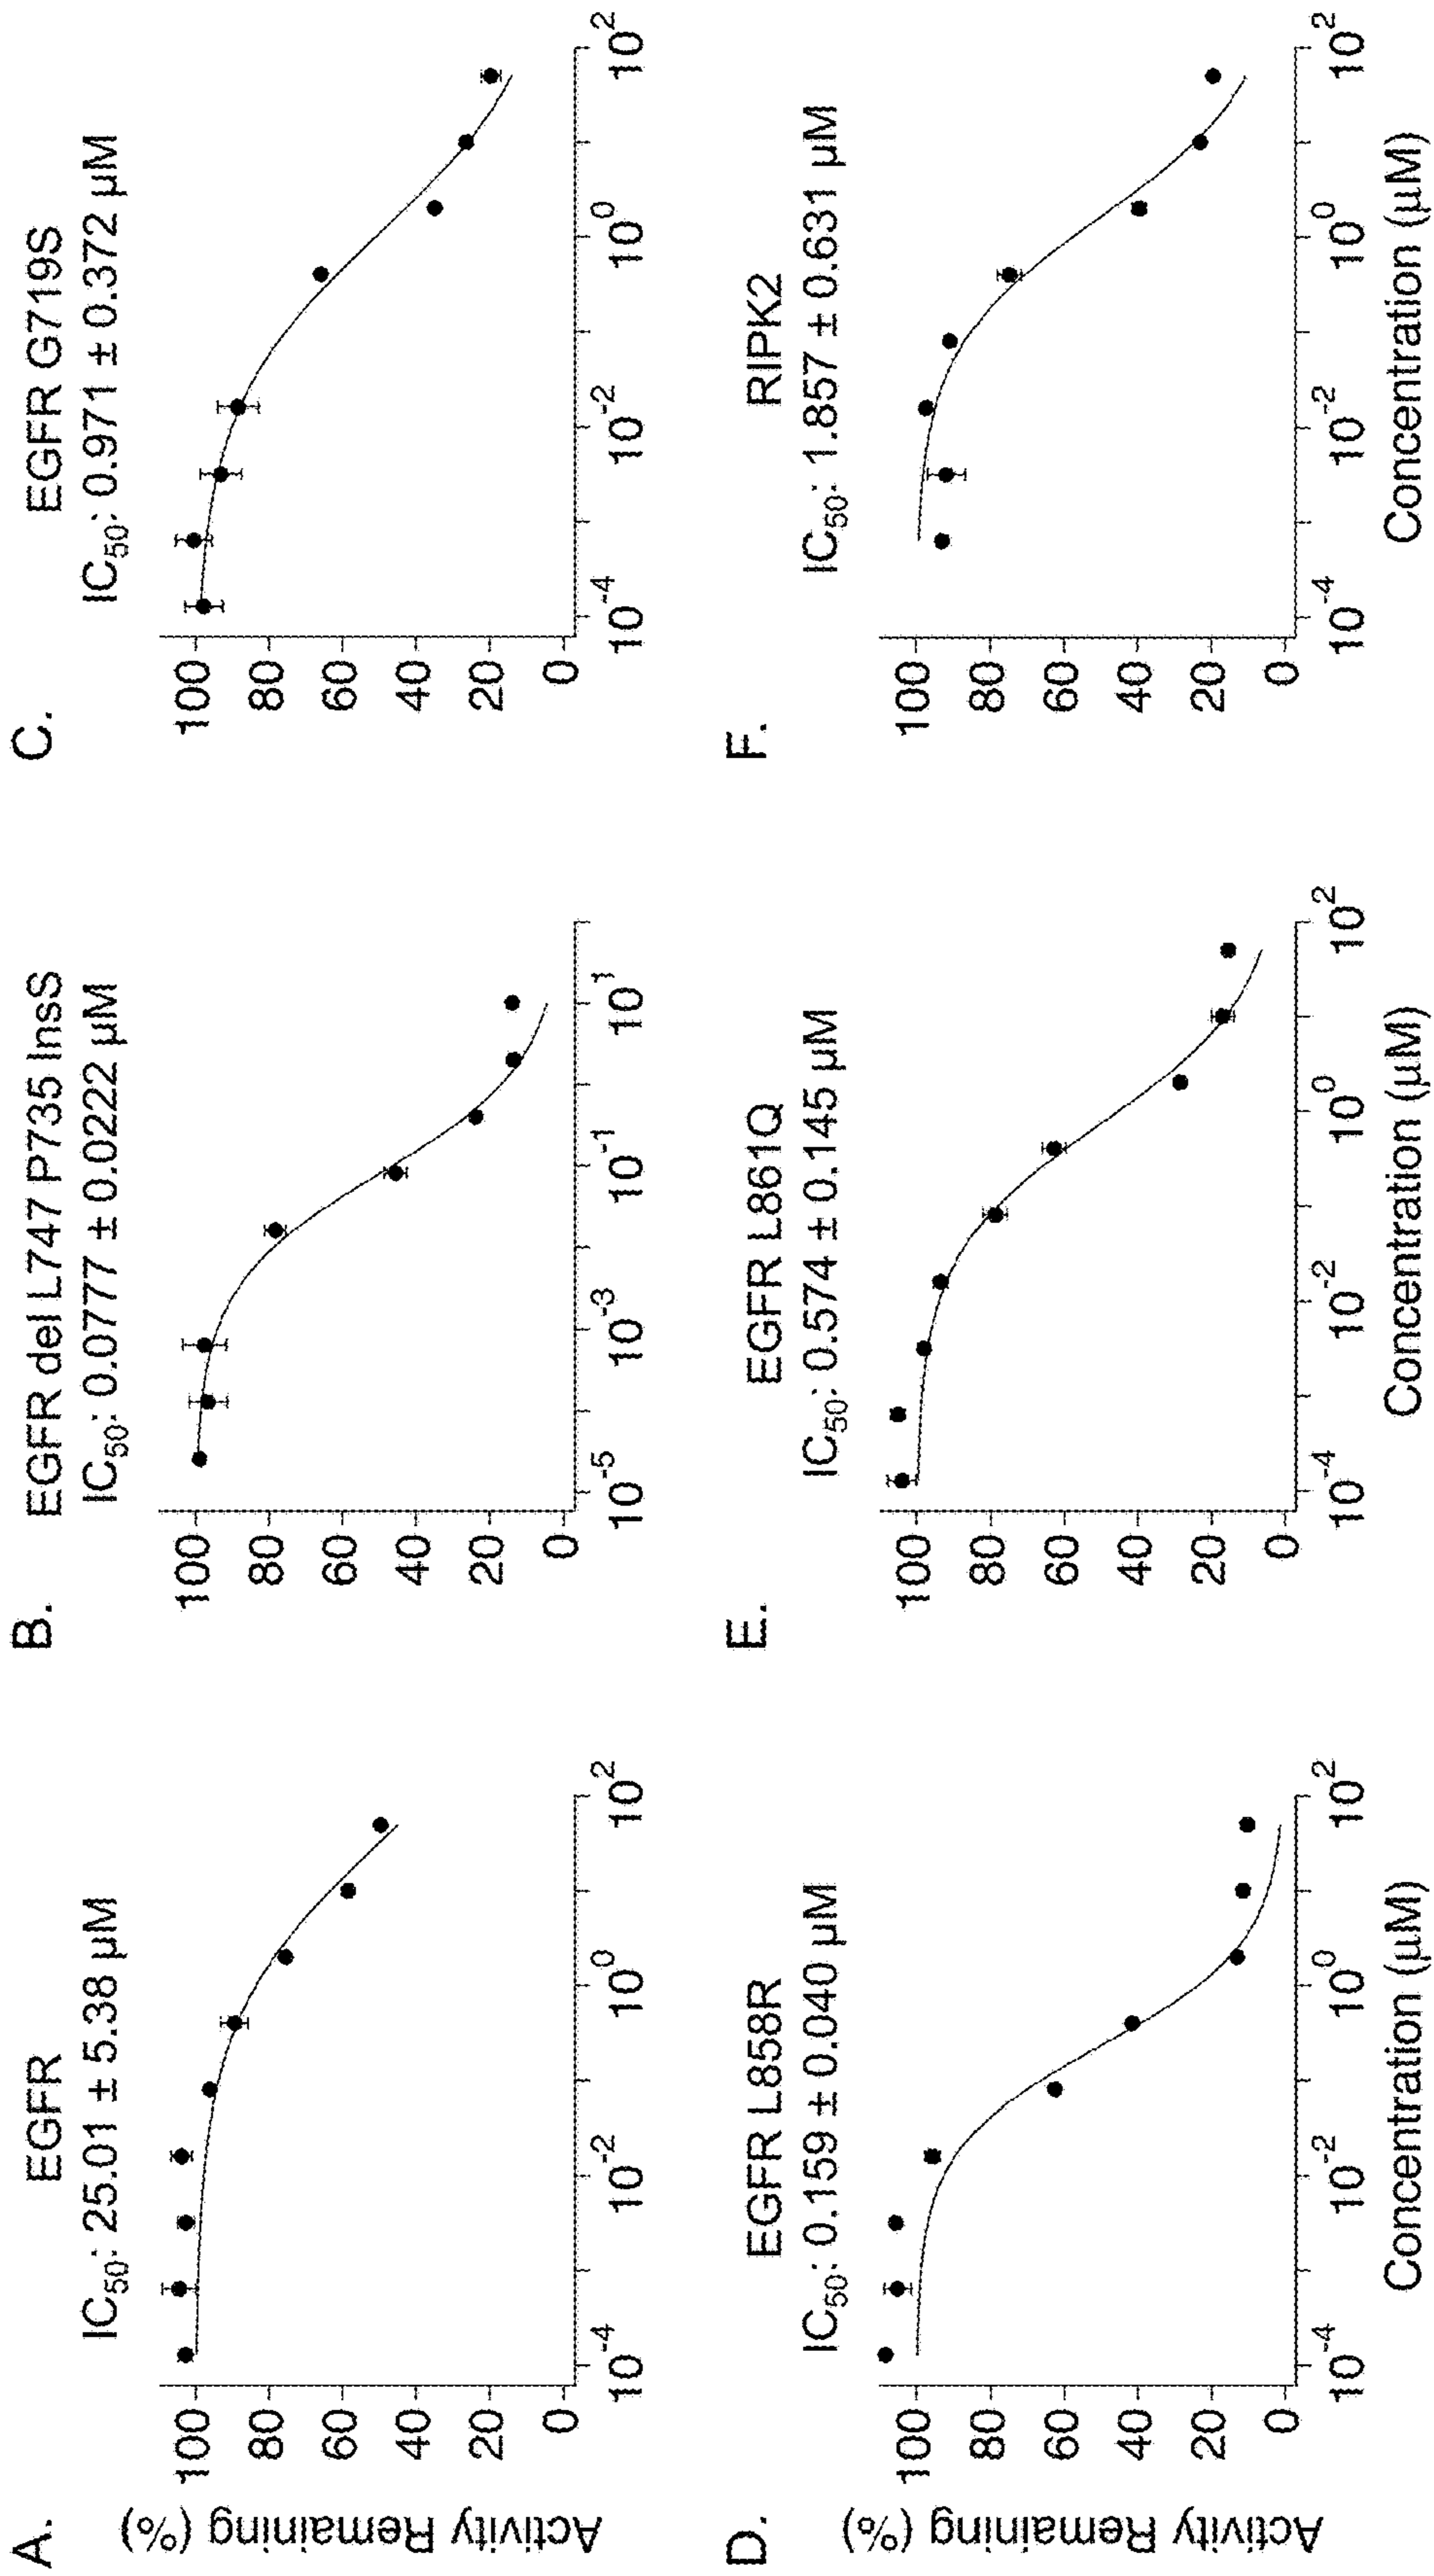 A.
EGFR
IC50: 25.01 ± 5.38 µM
Activity Remaining (%)
100
80
60
40
20
0
10-4
10-2
100
102
B.
EGFR del L747 P735 InsS
IC50: 0.0777 ± 0.0222 µM
100
80
60
40
20
0
10-5
10-3
10-1
101
C.
EGFR G719S
IC50: 0.971 ± 0.372 µM
100
80
60
40
20
0
10-4
10-2
100
102
D.
EGFR L858R
IC50: 0.159 ± 0.040 µM
Activity Remaining (%)
100
80
60
40
20
0
10-4
10-2
100
102
Concentration (µM)
E.
EGFR L861Q
IC50: 0.574 ± 0.145 µM
100
80
60
40
20
0
10-4
10-2
100
102
Concentration (µM)
F.
RIPK2
IC50: 1.857 ± 0.631 µM
100
80
60
40
20
0
10-4
10-2
100
102
Concentration (µM)